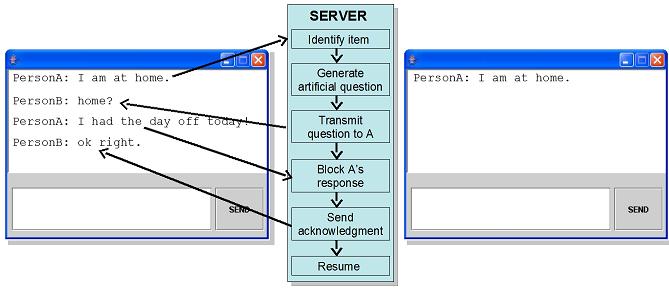 PersonA: I am at home.
PersonB: home?
PersonA: I had the day off today!
PersonB: ok right.
SEND
SERVER
Identify item
Generate
artificial question
Transmit
question to A
Block A's
response
Send
acknowledgment
Resume
PersonA: I am at home.
SEND